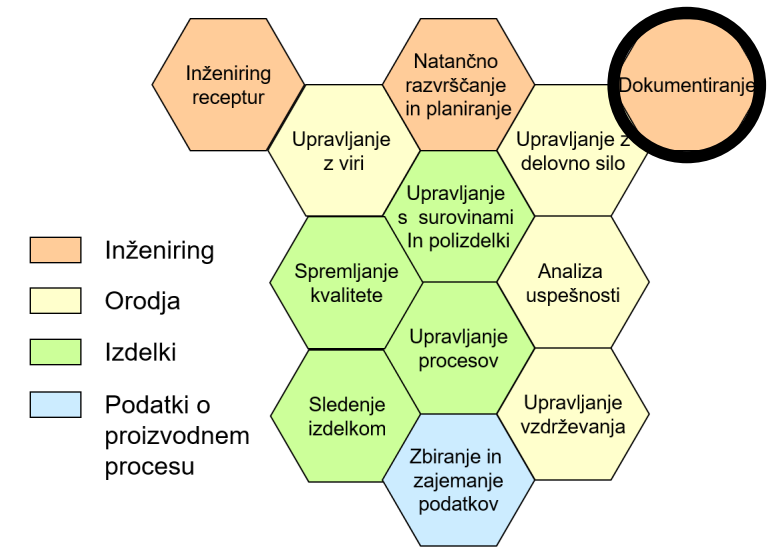 Inženiring
receptur
Natančno
razvrščanje
in planiranje
Dokumentiranje
Upravljanje
z viri
Upravljanje z
delovno silo
Upravljanje
s surovinami
In polizdelki
Spremljanje
kvalitete
Analiza
uspešnosti
Upravljanje
procesov
Sledenje
izdelkom
Upravljanje
vzdrževanja
Zbiranje in
zajemanje
podatkov
Inženiring
Orodja
Izdelki
Podatki o
proizvodnem
procesu